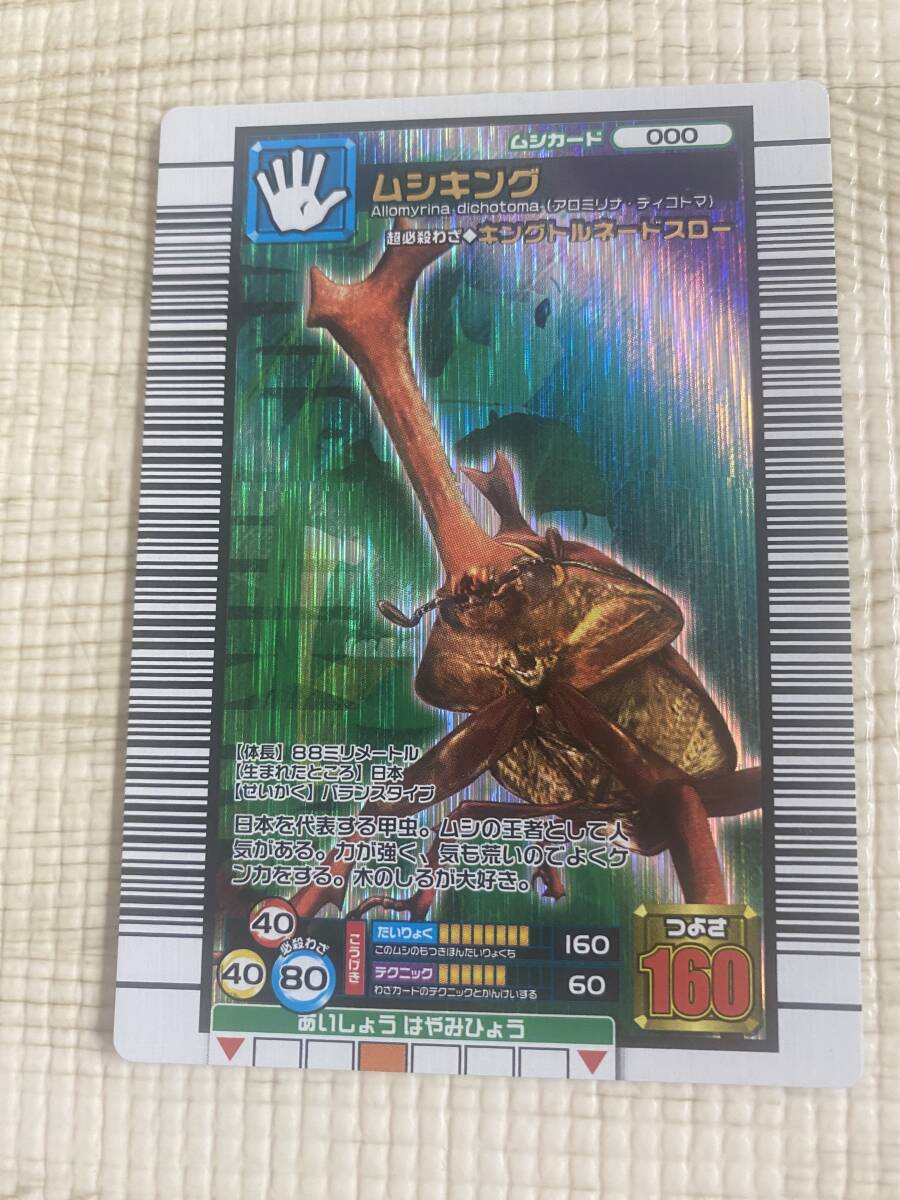 ムシカード 000
ムシキング
Allomyrina dichotoma (アロミリナ・ディコトマ)
超必殺わざ◆キングトルネードスロー
【体長】88ミリメートル
【生まれたところ】日本
【せいかく】バランスタイプ
日本を代表する甲虫。ムシの王者として人
気がある。力が強く、気も荒いのでよくケ
ンカをする。木のしるが大好き。
40
必殺わざ
40
80
こうげき
たいりょく
160
このムシのもつきほんたいりょくち
テクニック
60
わざカードのテクニックとかんけいする
つよさ
160
あいしょう はやみひょう